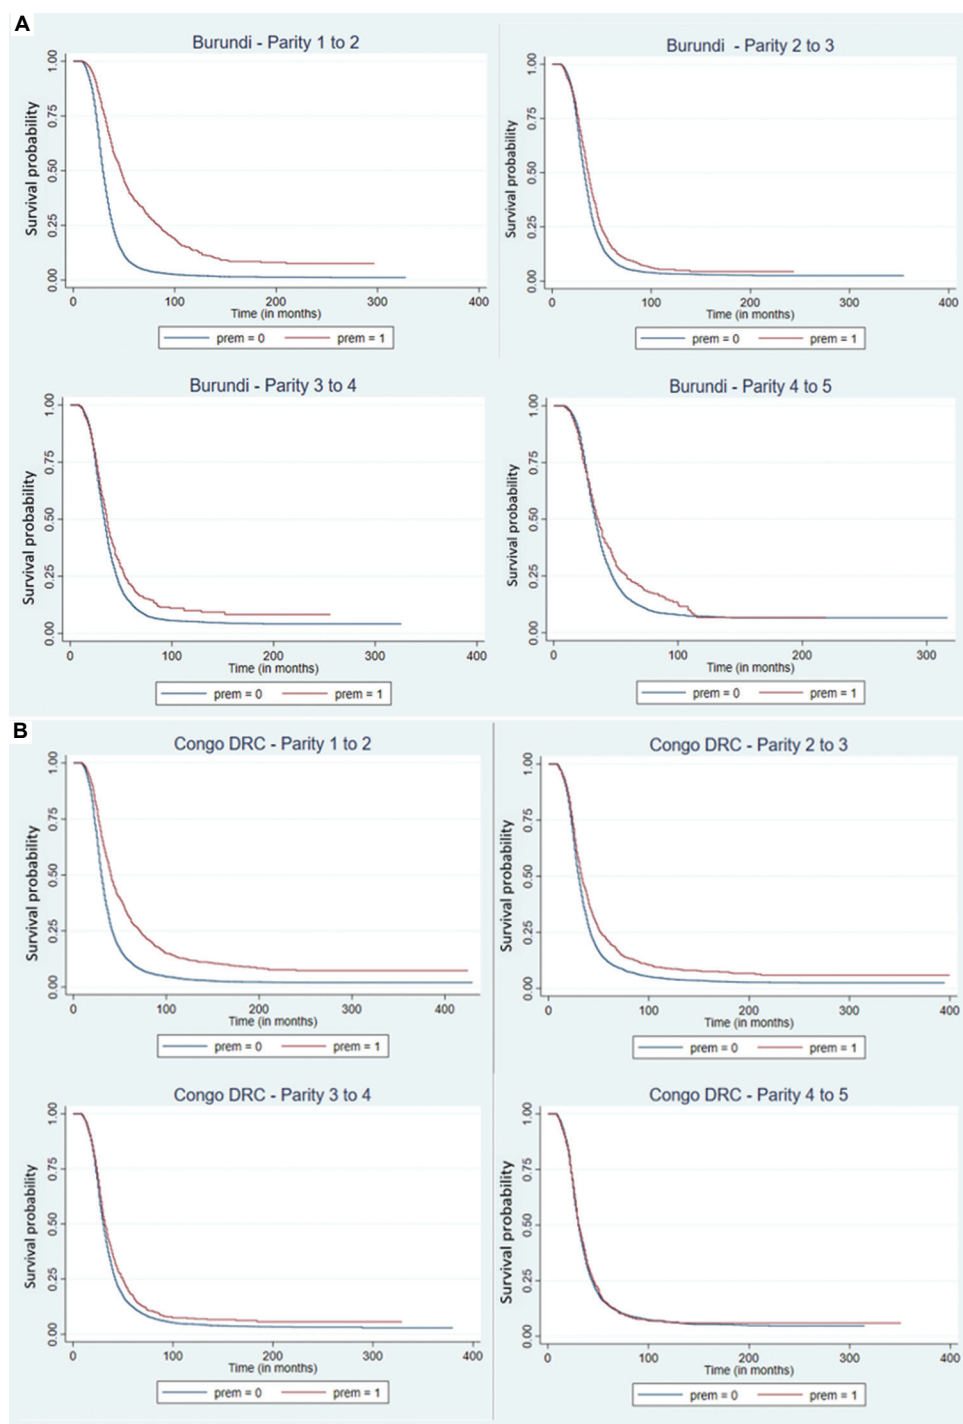 A
Burundi - Parity 1 to 2
Survival probability
1.00
0.75
0.50
0.25
0.00
0 100 200 300 400
Time (in months)
prem = 0 prem = 1
Burundi - Parity 2 to 3
Survival probability
1.00
0.75
0.50
0.25
0.00
0 100 200 300 400
Time (in months)
prem = 0 prem = 1
Burundi - Parity 3 to 4
Survival probability
1.00
0.75
0.50
0.25
0.00
0 100 200 300 400
Time (in months)
prem = 0 prem = 1
Burundi - Parity 4 to 5
Survival probability
1.00
0.75
0.50
0.25
0.00
0 100 200 300
Time (in months)
prem = 0 prem = 1
B
Congo DRC - Parity 1 to 2
Survival probability
1.00
0.75
0.50
0.25
0.00
0 100 200 300 400
Time (in months)
prem = 0 prem = 1
Congo DRC - Parity 2 to 3
Survival probability
1.00
0.75
0.50
0.25
0.00
0 100 200 300 400
Time (in months)
prem = 0 prem = 1
Congo DRC - Parity 3 to 4
Survival probability
1.00
0.75
0.50
0.25
0.00
0 100 200 300 400
Time (in months)
prem = 0 prem = 1
Congo DRC - Parity 4 to 5
Survival probability
1.00
0.75
0.50
0.25
0.00
0 100 200 300 400
Time (in months)
prem = 0 prem = 1